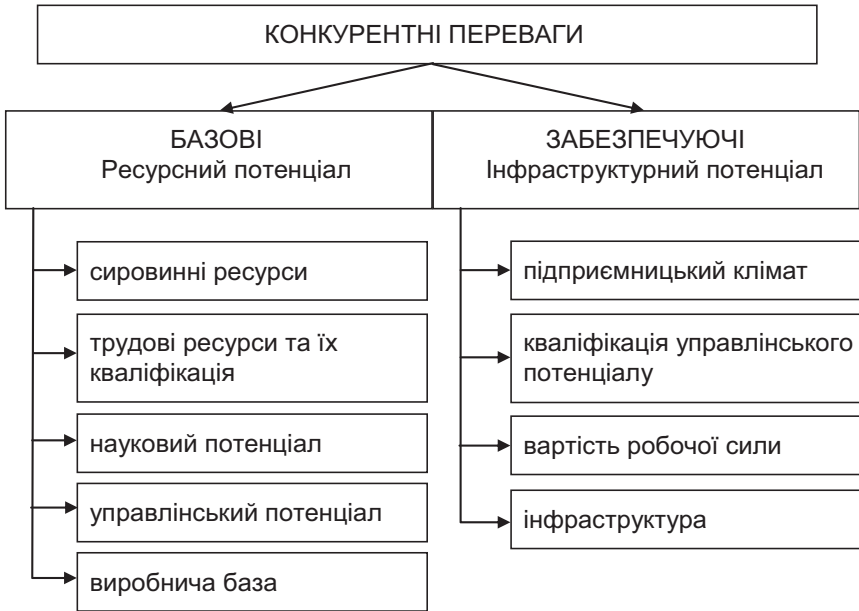 КОНКУРЕНТНІ ПЕРЕВАГИ
БАЗОВІ
Ресурсний потенціал
ЗАБЕЗПЕЧУЮЧІ
Інфраструктурний потенціал
сировинні ресурси
трудові ресурси та їх
кваліфікація
науковий потенціал
управлінський потенціал
виробнича база
підприємницький клімат
кваліфікація управлінського
потенціалу
вартість робочої сили
інфраструктура